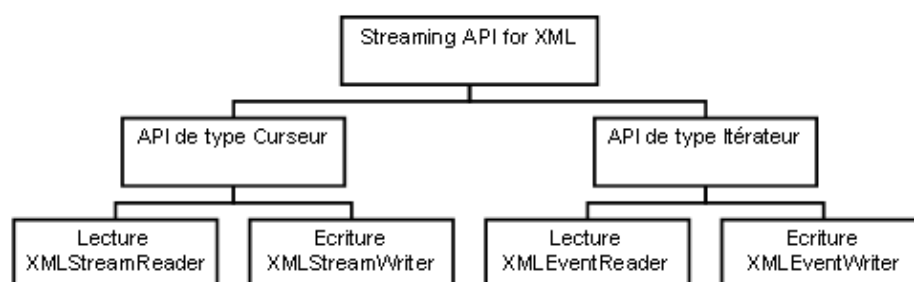 Streaming API for XML
API de type Curseur
API de type Itérateur
Lecture
XMLStreamReader
Ecriture
XMLStreamWriter
Lecture
XMLEventReader
Ecriture
XMLEventWriter